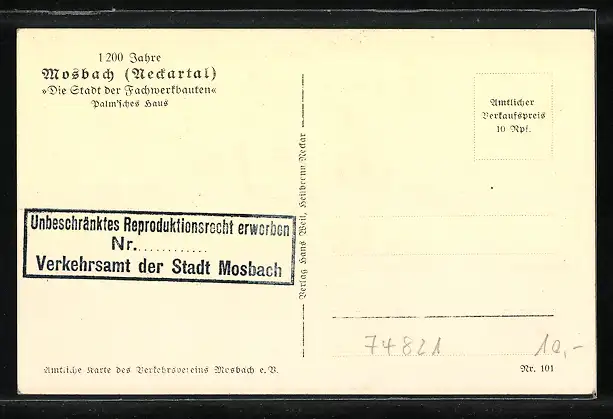 1200 Jahre
Mosbach (Neckartal)
»Die Stadt der Fachwerkbauten«
Palm'sches Haus
Amtlicher
Verkaufspreis
10 Rpf.
Unbeschränktes Reproduktionsrecht erworben
Nr.............
Verkehrsamt der Stadt Mosbach
Verlag Hans Weil, Heilbronn Neckar
74821
10,-
Amtliche Karte des Verkehrsvereins Mosbach e. V.
Nr. 101